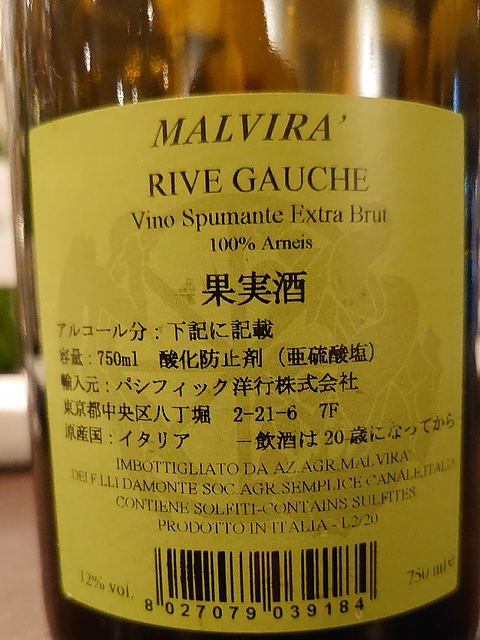 MALVIRA'
RIVE GAUCHE
Vino Spumante Extra Brut
100% Arneis
果実酒
アルコール分：下記に記載
容量：750ml 酸化防止剤（亜硫酸塩）
輸入元：パシフィック洋行株式会社
東京都中央区八丁堀 2-21-6 7F
原産国：イタリア ー飲酒は20歳になってから
IMBOTTIGLIATO DA AZ.AGR.MALVIRA'
DEI F.LLI DAMONTE SOC.AGR.SEMPLICE CANALE,ITALIA
CONTIENE SOLFITI-CONTAINS SULFITES
PRODOTTO IN ITALIA - L2/20
12% vol. 750 ml e
8 027079 039184